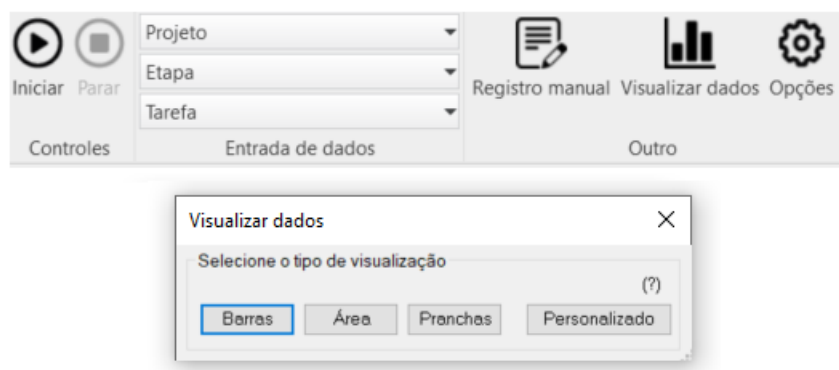 Projeto
Etapa
Tarefa
Iniciar Parar
Registro manual Visualizar dados Opções
Controles Entrada de dados Outro
Visualizar dados
Selecione o tipo de visualização
(?)
Barras Área Pranchas Personalizado